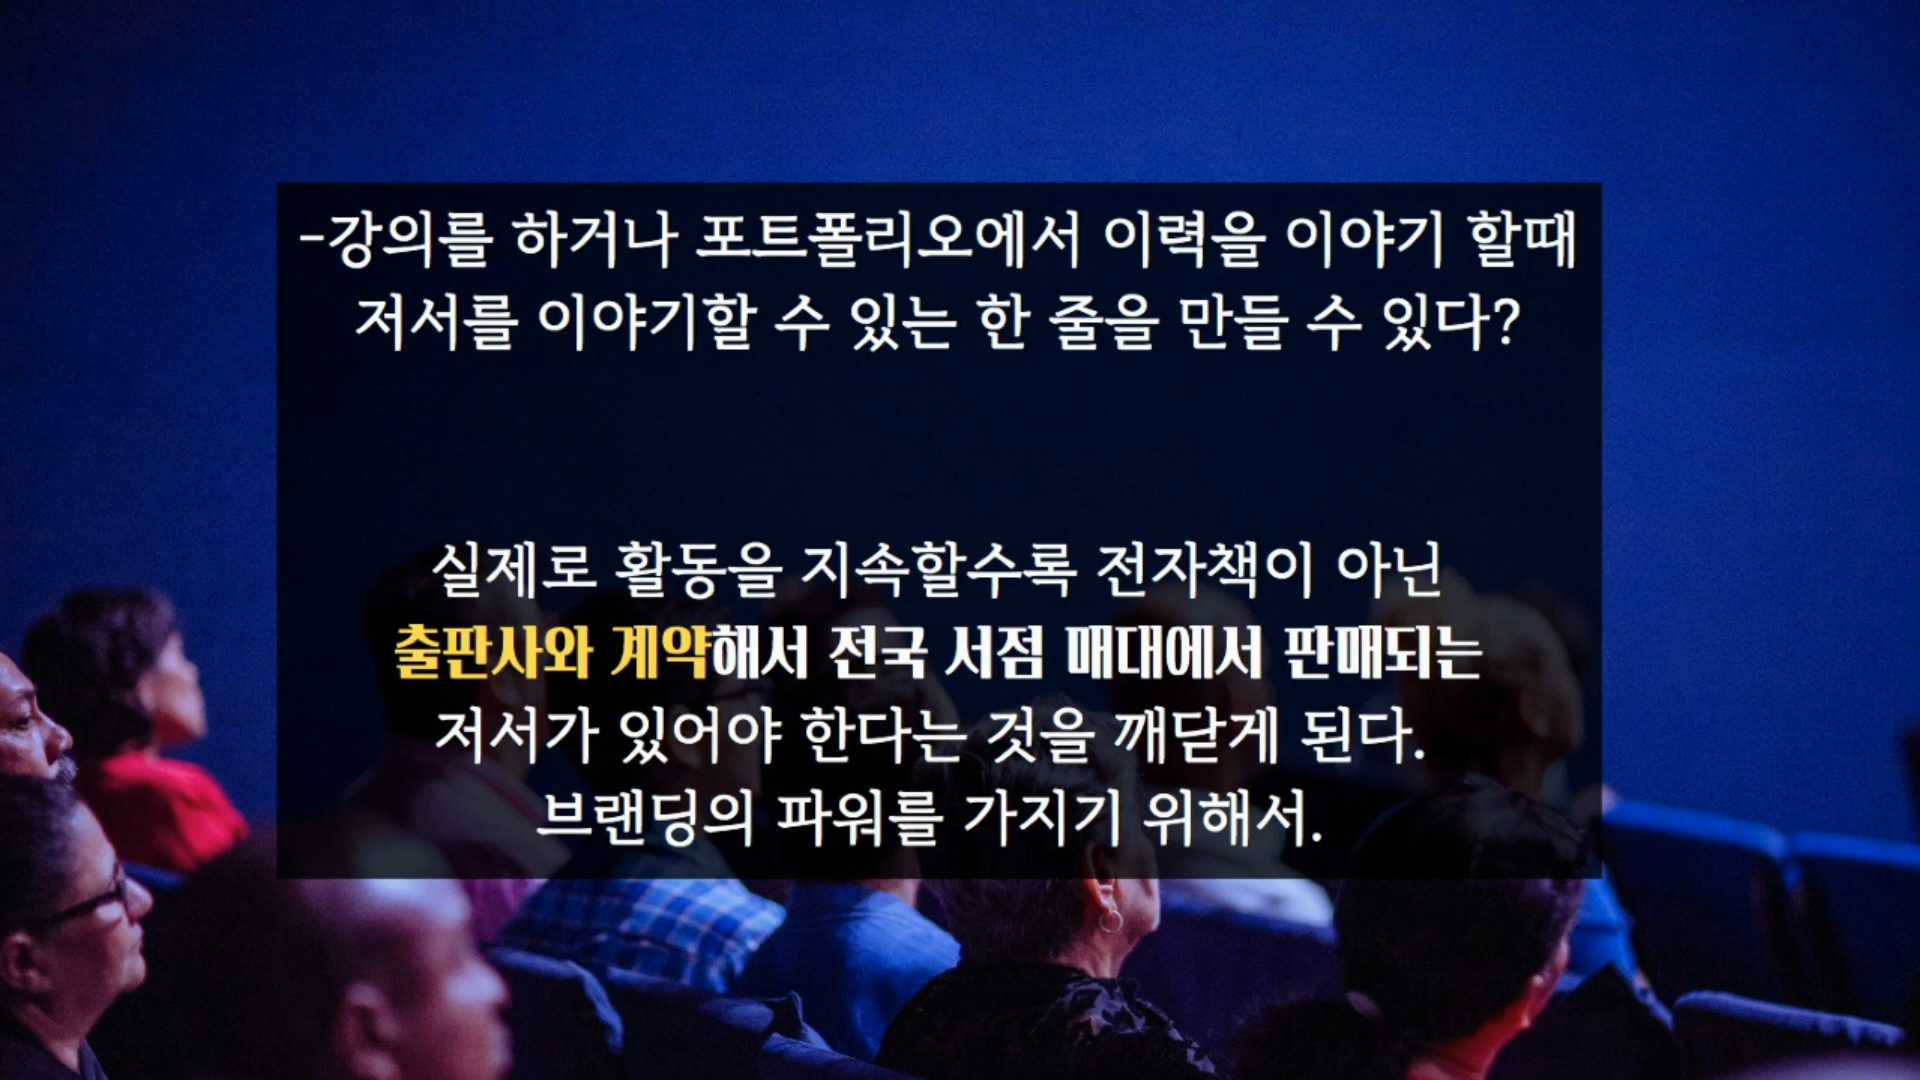 -강의를 하거나 포트폴리오에서 이력을 이야기 할때
저서를 이야기할 수 있는 한 줄을 만들 수 있다?
실제로 활동을 지속할수록 전자책이 아닌
출판사와 계약해서 전국 서점 매대에서 판매되는
저서가 있어야 한다는 것을 깨닫게 된다.
브랜딩의 파워를 가지기 위해서.